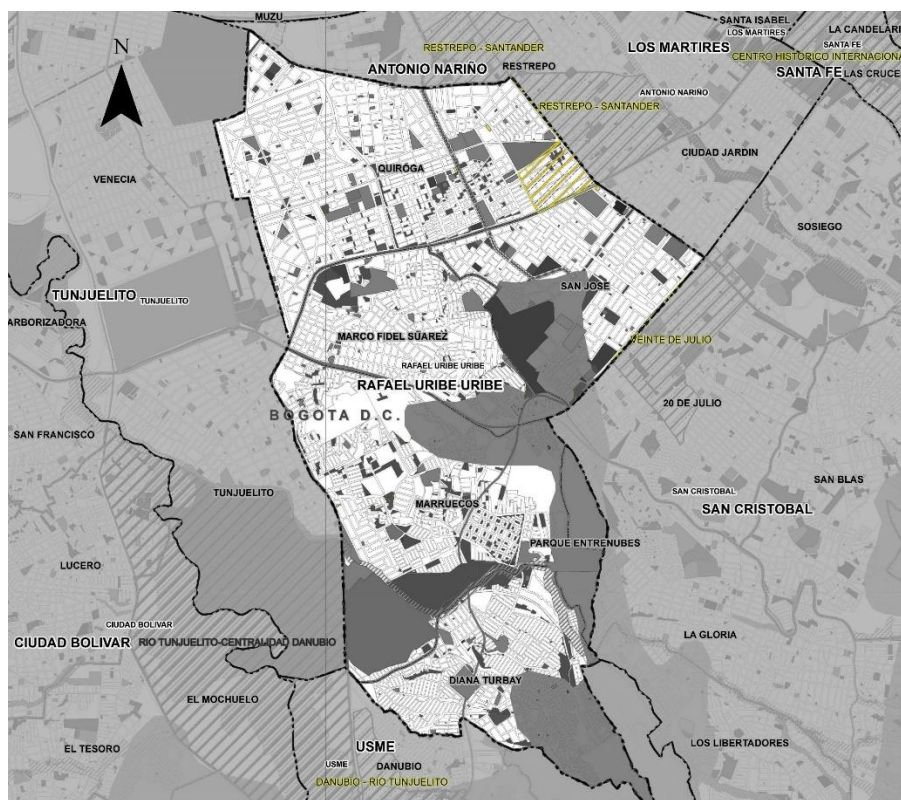 MUZU
SANTA ISABEL
LOS MARTIRES
LA CANDELARI
N
RESTREPO - SANTANDER
LOS MARTIRES
SANTA FE
CENTRO HISTORICO INTERNACIONA
ANTONIO NARIÑO
RESTREPO
SANTA FE
LAS CRUCE
RESTREPO - SANTANDER
ANTONIO NARIÑO
CIUDAD JARDIN
VENECIA
QUIROGA
SOSIEGO
SAN JOSE
TUNJUELITO
TUNJUELITO
ARBORIZADORA
MARCO FIDEL SUAREZ
VEINTE DE JULIO
RAFAEL URIBE URIBE
RAFAEL URIBE URIBE
20 DE JULIO
BOGOTA D.C.
SAN FRANCISCO
SAN BLAS
TUNJUELITO
SAN CRISTOBAL
MARRUECOS
SAN CRISTOBAL
PARQUE ENTRENUBES
LUCERO
CIUDAD BOLIVAR
LA GLORIA
CIUDAD BOLIVAR
RIO TUNJUELITO-CENTRALIDAD DANUBIO
DIANA TURBAY
EL MOCHUELO
EL TESORO
USME
LOS LIBERTADORES
USME
DANUBIO
DANUBIO - RIO TUNJUELITO